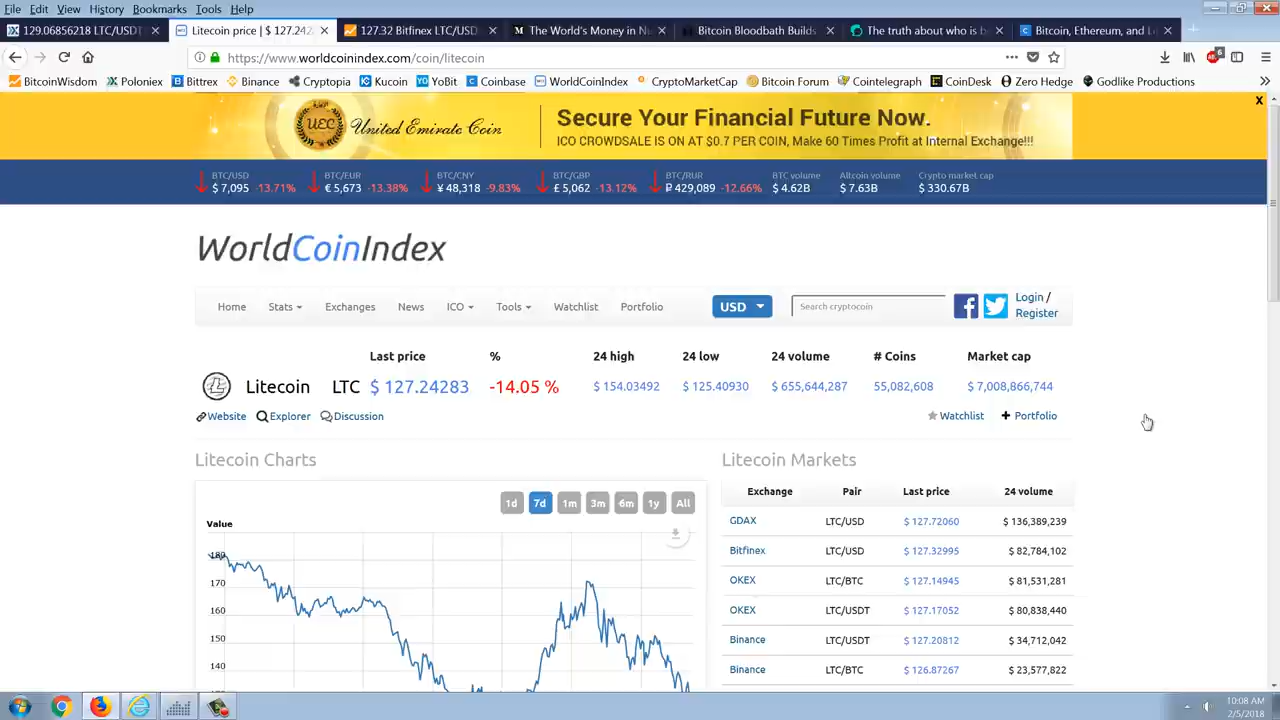 File Edit View History Bookmarks Tools Help
129.06856218 LTC/USDT
Litecoin price | $ 127.242
127.32 Bitfinex LTC/USD
The World's Money in Ne
Bitcoin Bloodbath Builds
The truth about who is b
Bitcoin, Ethereum, and L
https://www.worldcoinindex.com/coin/litecoin
6
BitcoinWisdom Poloniex Bittrex Binance Cryptopia Kucoin YoBit Coinbase WorldCoinIndex CryptoMarketCap Bitcoin Forum Cointelegraph CoinDesk Zero Hedge Godlike Productions
UEC United Emirate Coin
Secure Your Financial Future Now.
ICO CROWDSALE IS ON AT $0.7 PER COIN, Make 60 Times Profit at Internal Exchange!!!
x
BTC/USD BTC/EUR BTC/CNY BTC/GBP BTC/RUR BTC volume Altcoin volume Crypto market cap
$ 7,095 -13.71% € 5,673 -13.38% ¥ 48,318 -9.83% £ 5,062 -13.12% ₽ 429,089 -12.66% $ 4.62B $ 7.63B $ 330.67B
WorldCoinIndex
Home Stats Exchanges News ICO Tools Watchlist Portfolio USD Search cryptocoin Login /
Register
Last price % 24 high 24 low 24 volume # Coins Market cap
Litecoin LTC $ 127.24283 -14.05 % $ 154.03492 $ 125.40930 $ 655,644,287 55,082,608 $ 7,008,866,744
Website Explorer Discussion Watchlist Portfolio
Litecoin Charts
1d 7d 1m 3m 6m 1y All
Value
180
170
160
150
140
Litecoin Markets
Exchange Pair Last price 24 volume
GDAX LTC/USD $ 127.72060 $ 136,389,239
Bitfinex LTC/USD $ 127.32995 $ 82,784,102
OKEX LTC/BTC $ 127.14945 $ 81,531,281
OKEX LTC/USDT $ 127.17052 $ 80,838,440
Binance LTC/USDT $ 127.20812 $ 34,712,042
Binance LTC/BTC $ 126.87267 $ 23,577,822
10:08 AM
2/5/2018